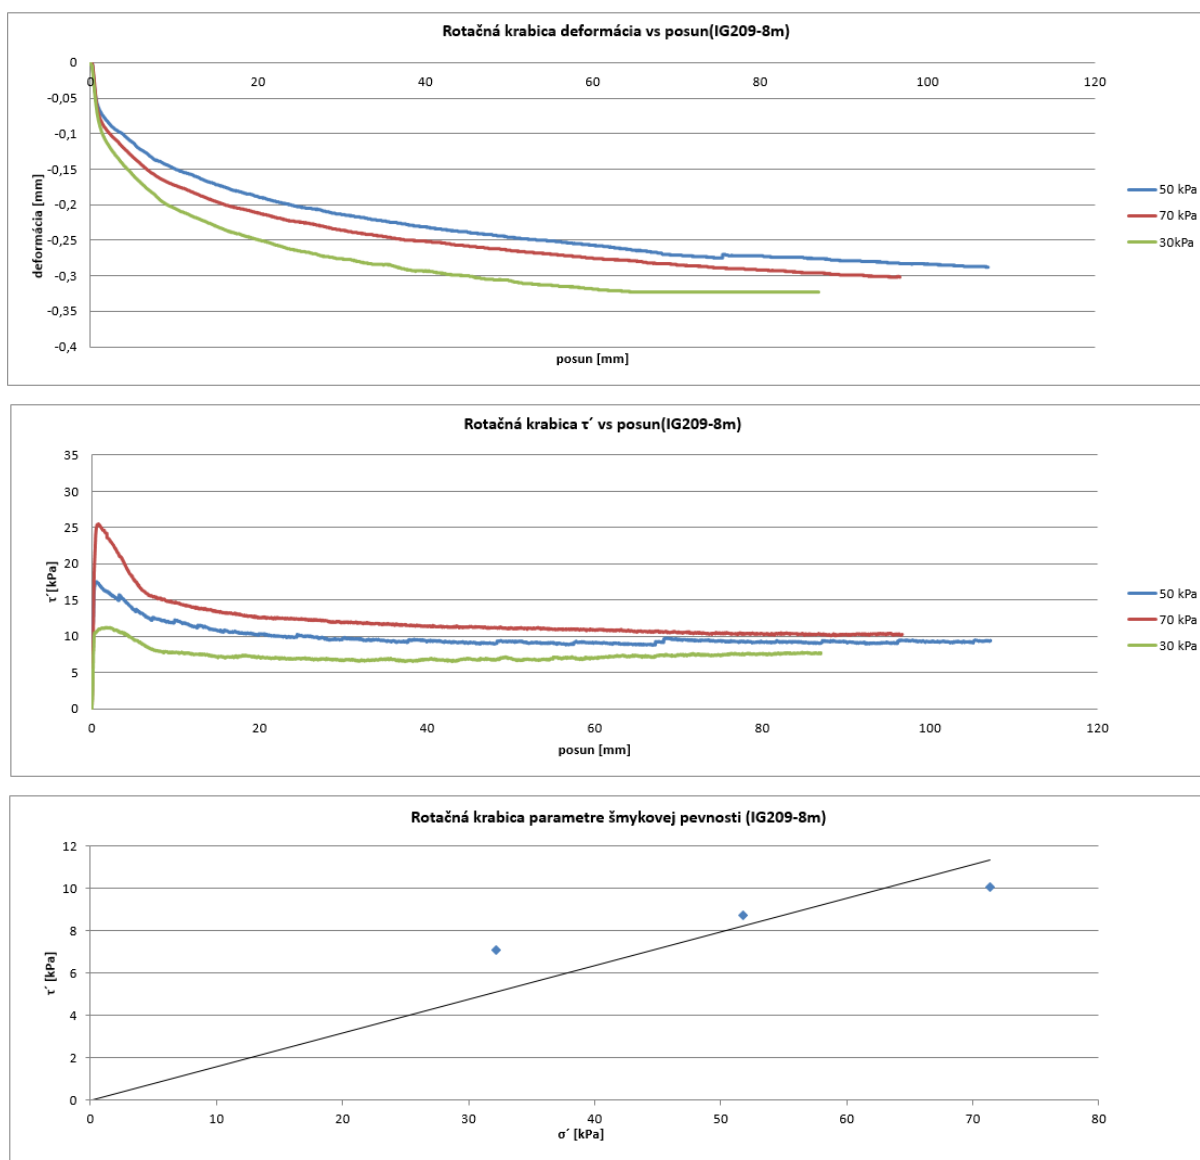 Rotačná krabica deformácia vs posun(IG209-8m)
0
0 20 40 60 80 100 120
-0,05
-0,1
-0,15
-0,2
-0,25
-0,3
-0,35
-0,4
deformácia [mm]
posun [mm]
50 kPa
70 kPa
30kPa
Rotačná krabica τ´ vs posun(IG209-8m)
35
30
25
20
15
10
5
0
τ´[kPa]
0 20 40 60 80 100 120
posun [mm]
50 kPa
70 kPa
30 kPa
Rotačná krabica parametre šmykovej pevnosti (IG209-8m)
12
10
8
6
4
2
0
τ´ [kPa]
0 10 20 30 40 50 60 70 80
σ´ [kPa]